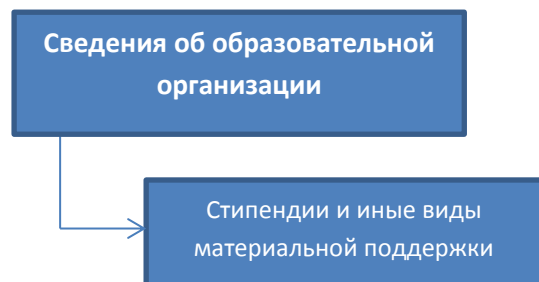 Сведения об образовательной
организации
Стипендии и иные виды
материальной поддержки